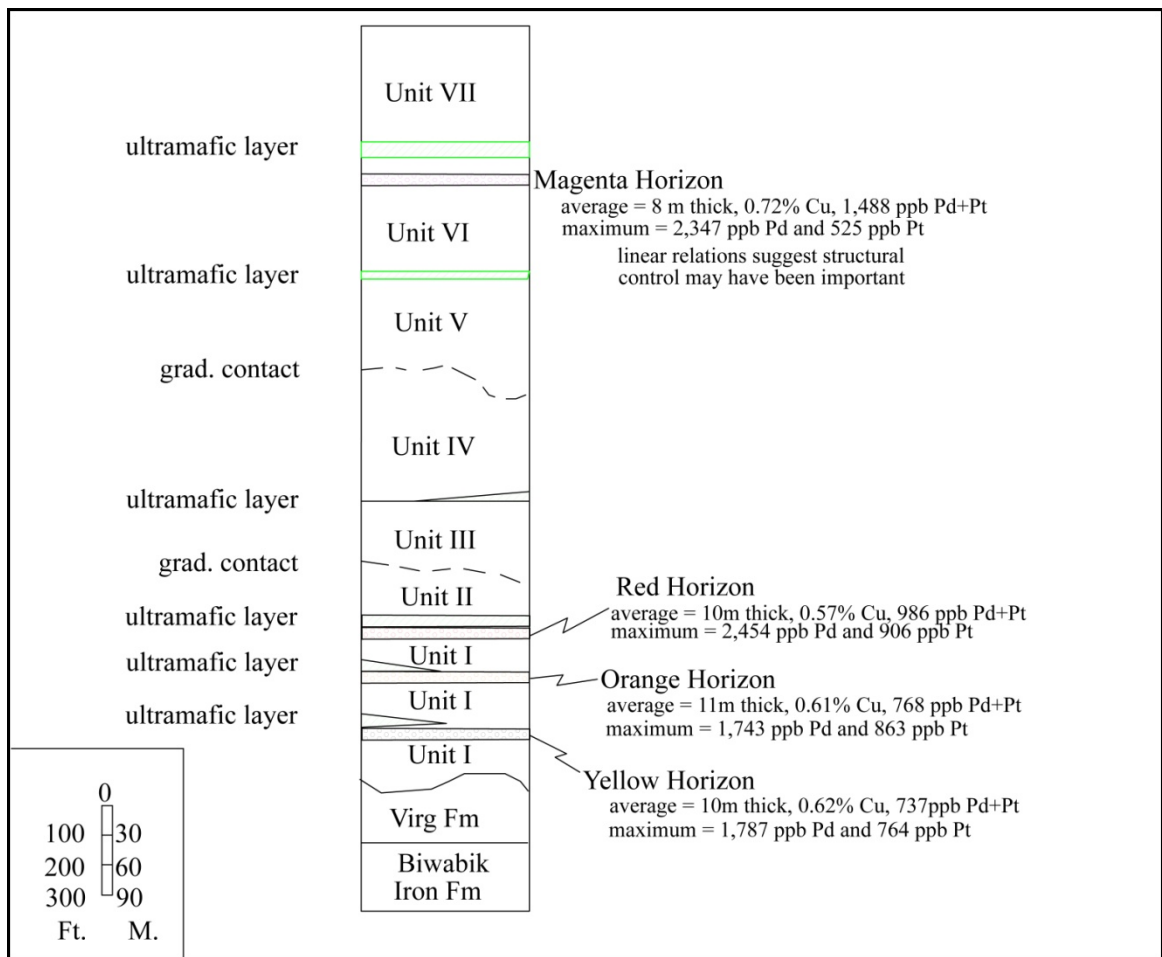 Unit VII
ultramafic layer
Magenta Horizon
average = 8 m thick, 0.72% Cu, 1,488 ppb Pd+Pt
maximum = 2,347 ppb Pd and 525 ppb Pt
linear relations suggest structural
control may have been important
Unit VI
ultramafic layer
Unit V
grad. contact
Unit IV
ultramafic layer
Unit III
grad. contact
Unit II
Red Horizon
average = 10m thick, 0.57% Cu, 986 ppb Pd+Pt
maximum = 2,454 ppb Pd and 906 ppb Pt
ultramafic layer
Unit I
ultramafic layer
Orange Horizon
average = 11m thick, 0.61% Cu, 768 ppb Pd+Pt
maximum = 1,743 ppb Pd and 863 ppb Pt
Unit I
ultramafic layer
Unit I
Yellow Horizon
average = 10m thick, 0.62% Cu, 737ppb Pd+Pt
maximum = 1,787 ppb Pd and 764 ppb Pt
Virg Fm
Biwabik
Iron Fm
0
100 30
200 60
300 90
Ft. M.